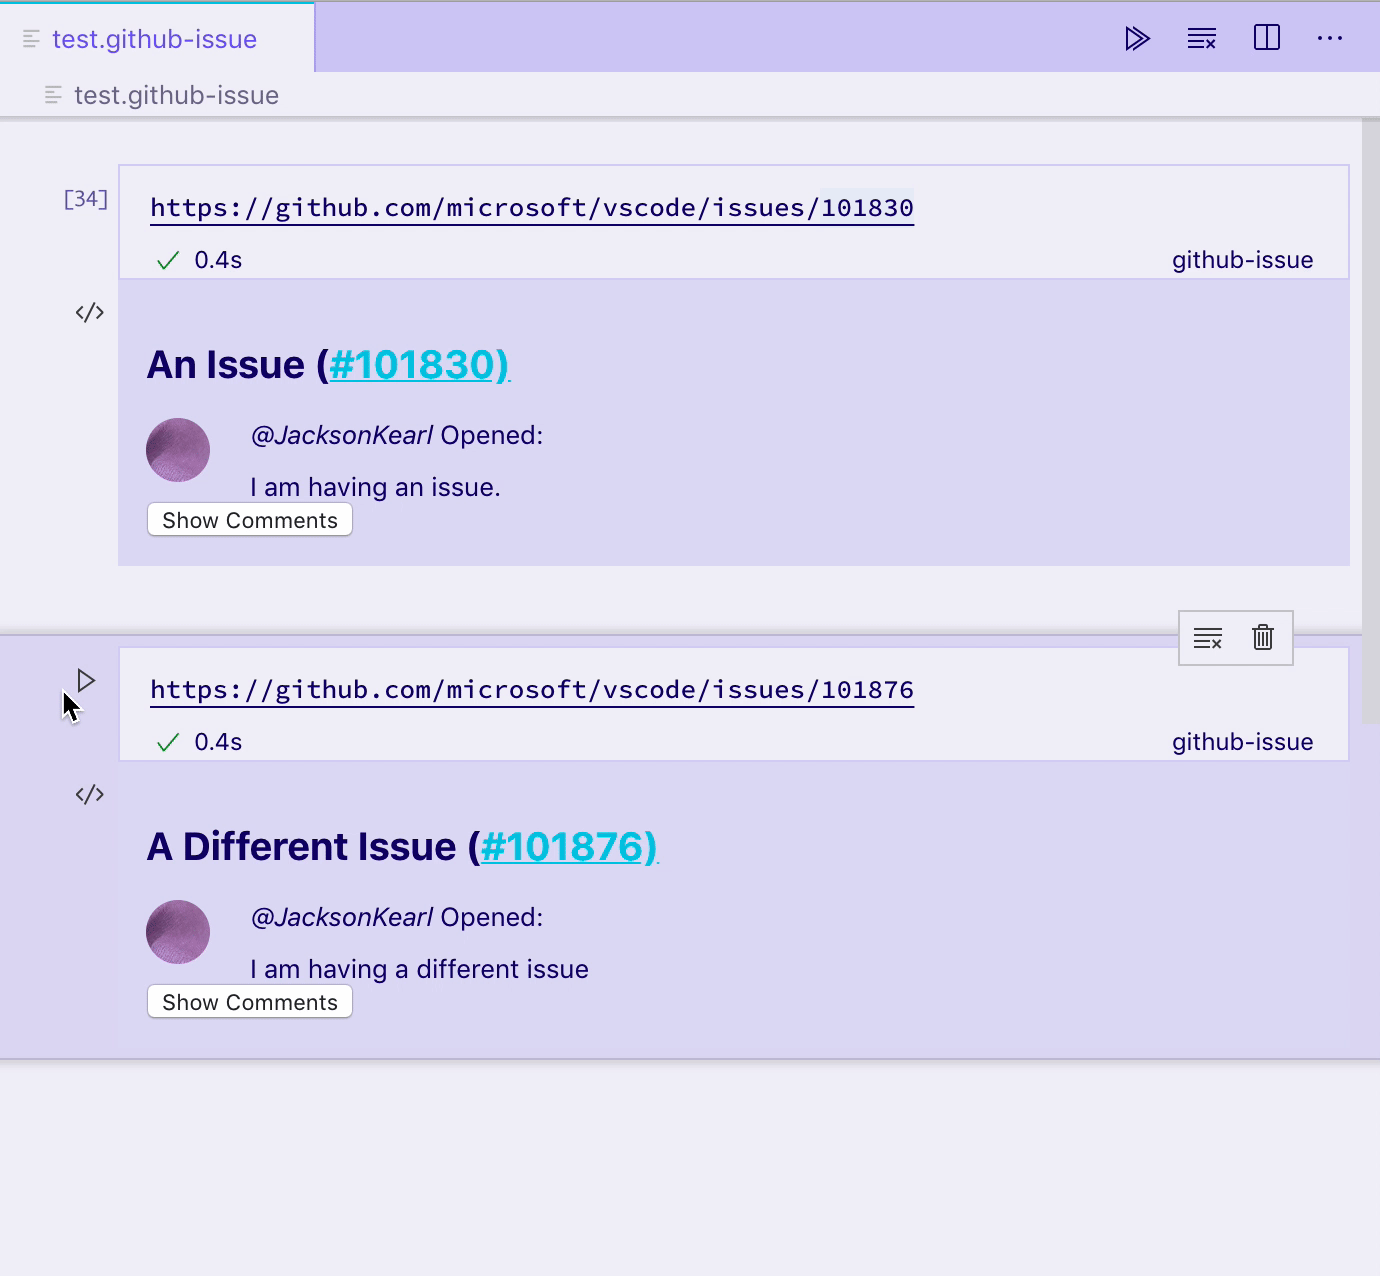 test.github-issue
test.github-issue
[34]
https://github.com/microsoft/vscode/issues/101830
0.4s
github-issue
</>
An Issue (#101830)
@JacksonKearl Opened:
I am having an issue.
Show Comments
https://github.com/microsoft/vscode/issues/101876
0.4s
github-issue
</>
A Different Issue (#101876)
@JacksonKearl Opened:
I am having a different issue
Show Comments